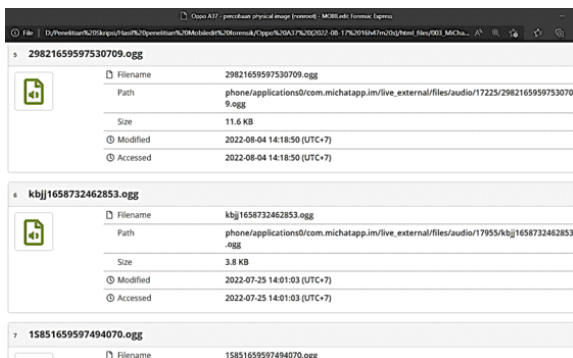 Oppo A37 - percobaan physical image (nonroot) - MOBILedit Forensic Express
File | D:/Penelitian%20Skripsi/Hasil%20penelitian%20Mobiledit%20forensik/Oppo%20A37%20(2022-08-17%2016h47m20s)/html_files/003_MiCha...
5 29821659597530709.ogg
Filename 29821659597530709.ogg
Path phone/applications0/com.michatapp.im/live_external/files/audio/17225/2982165959753070
9.ogg
Size 11.6 KB
Modified 2022-08-04 14:18:50 (UTC+7)
Accessed 2022-08-04 14:18:50 (UTC+7)
6 kbjj1658732462853.ogg
Filename kbjj1658732462853.ogg
Path phone/applications0/com.michatapp.im/live_external/files/audio/17955/kbjj1658732462853
.ogg
Size 3.8 KB
Modified 2022-07-25 14:01:03 (UTC+7)
Accessed 2022-07-25 14:01:03 (UTC+7)
7 1S851659597494070.ogg
Filename 1S851659597494070.ogg